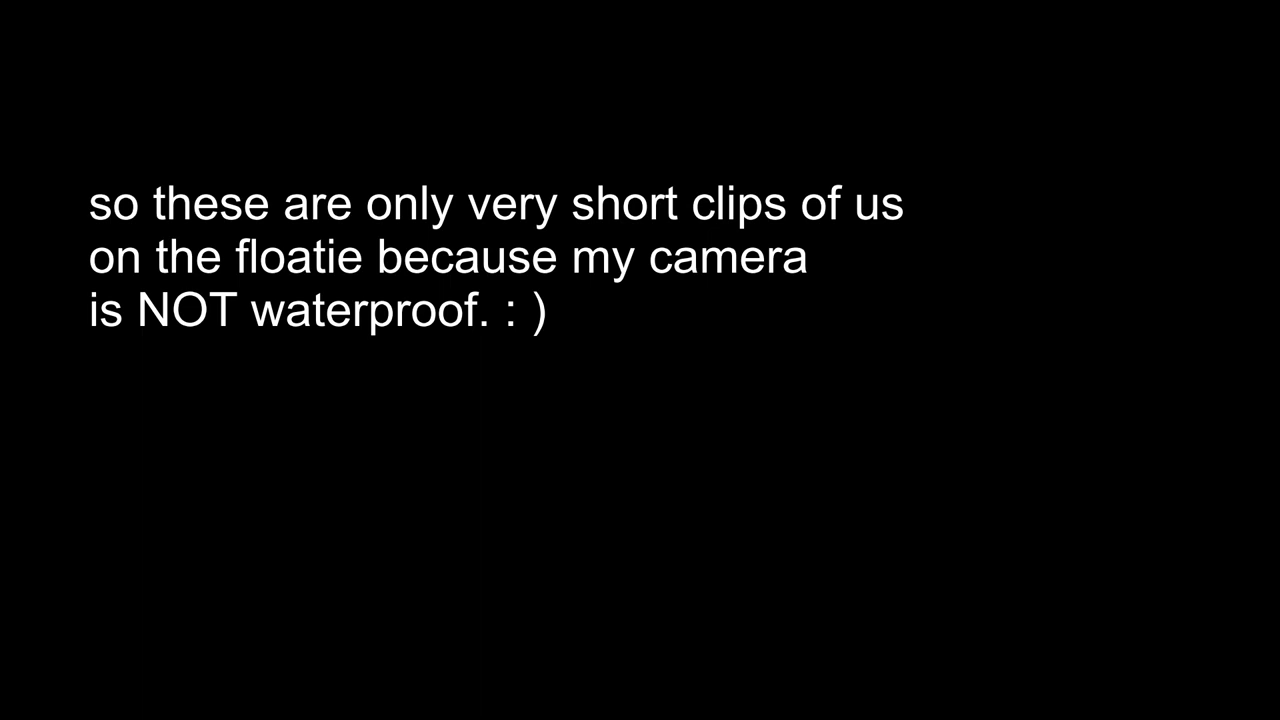 so these are only very short clips of us
on the floatie because my camera
is NOT waterproof. : )